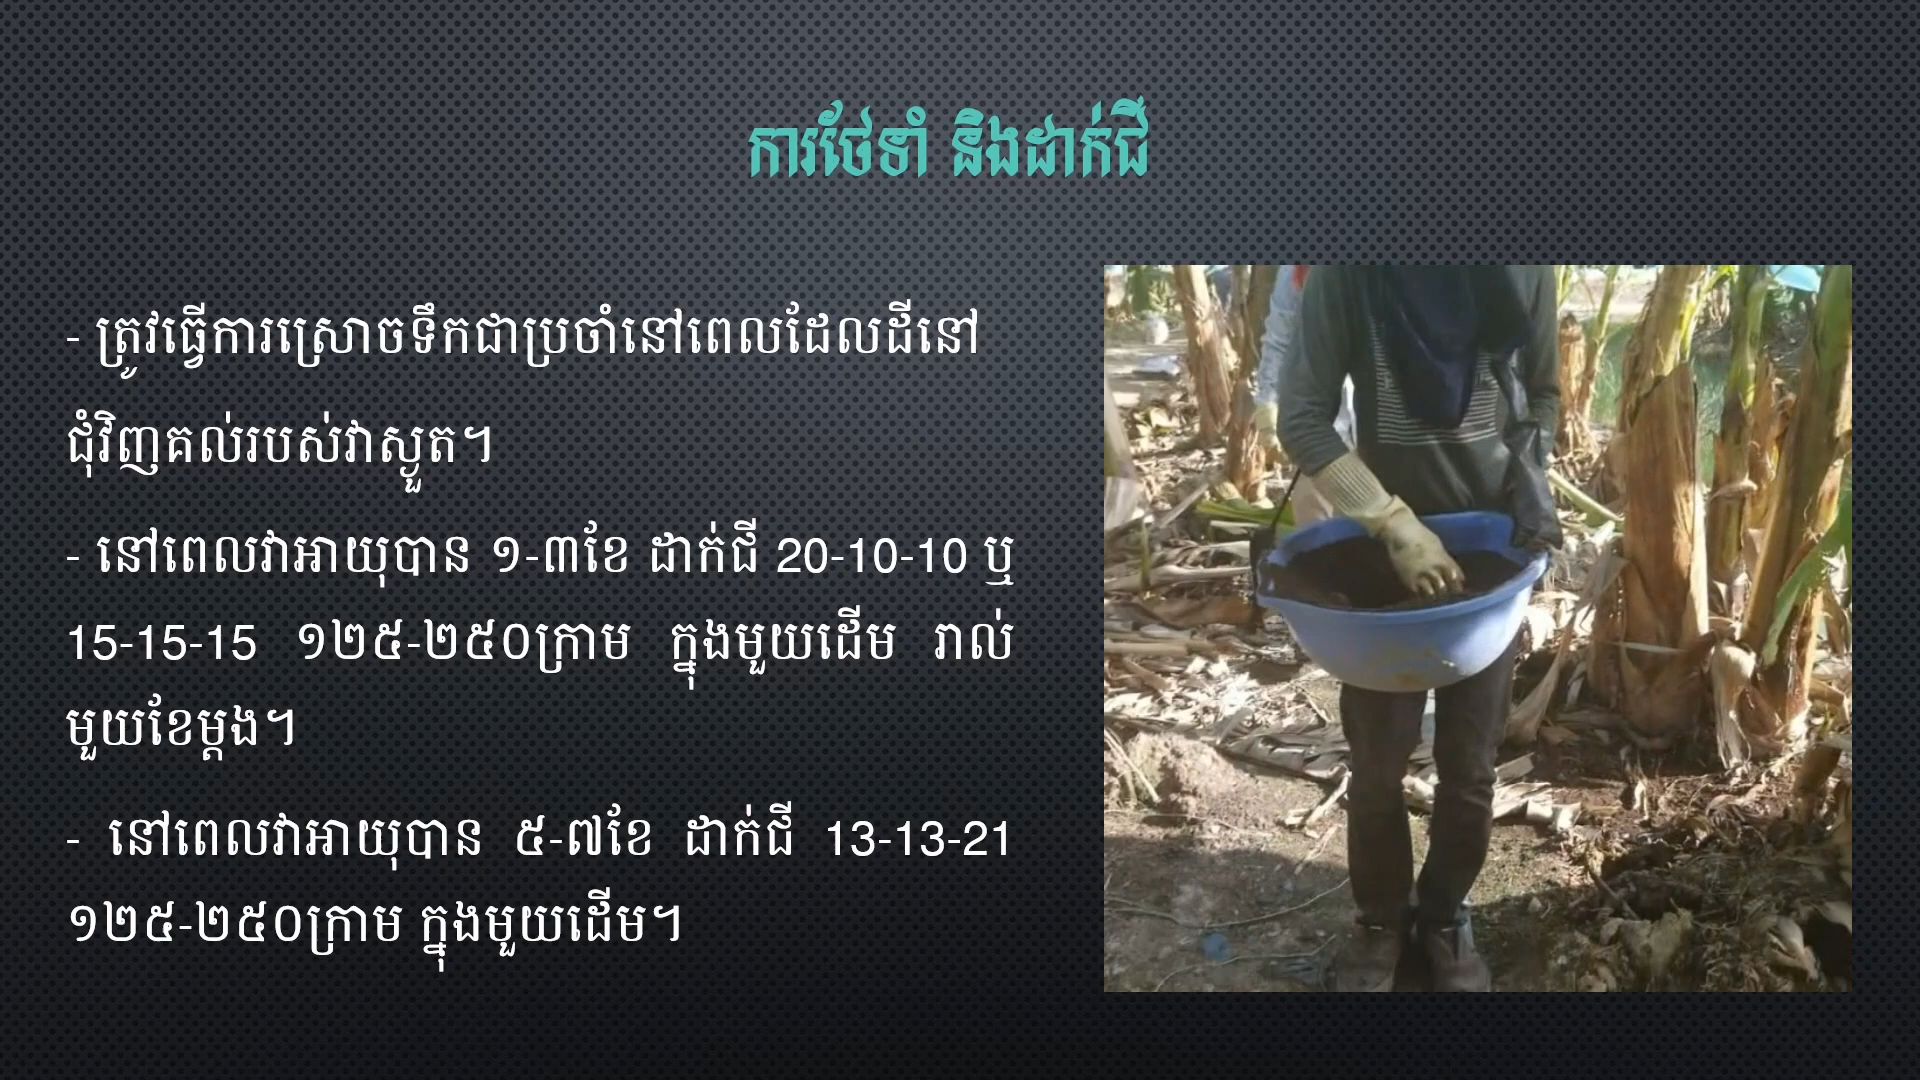 ការថែទាំ និងដាក់ជី
- ត្រូវធ្វើការស្រោចទឹកជាប្រចាំនៅពេលដែលដីនៅ
ជុំវិញគល់របស់វាស្ងួត។
- នៅពេលវាអាយុបាន ១-៣ខែ ដាក់ជី 20-10-10 ឬ
15-15-15 ១២៥-២៥០ក្រាម ក្នុងមួយដើម រាល់
មួយខែម្តង។
- នៅពេលវាអាយុបាន ៥-៧ខែ ដាក់ជី 13-13-21
១២៥-២៥០ក្រាម ក្នុងមួយដើម។